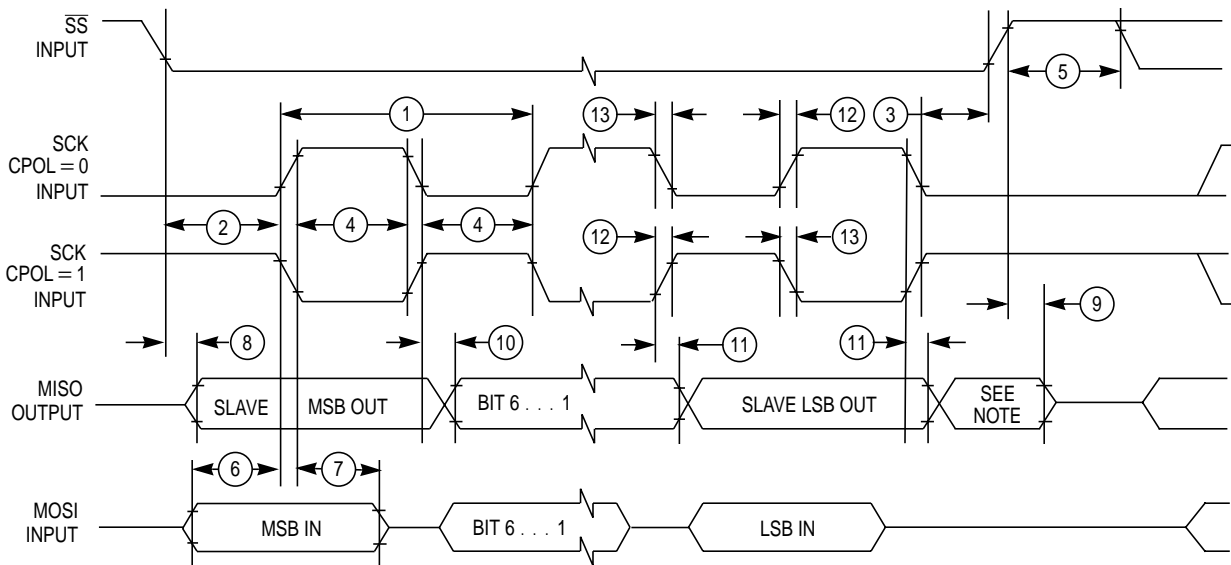 SS
INPUT
5
1
13
12
3
SCK
CPOL = 0
INPUT
2
4
4
12
13
SCK
CPOL = 1
INPUT
9
8
10
11
11
MISO
OUTPUT
SLAVE
MSB OUT
BIT 6 . . . 1
SLAVE LSB OUT
SEE
NOTE
6
7
MOSI
INPUT
MSB IN
BIT 6 . . . 1
LSB IN